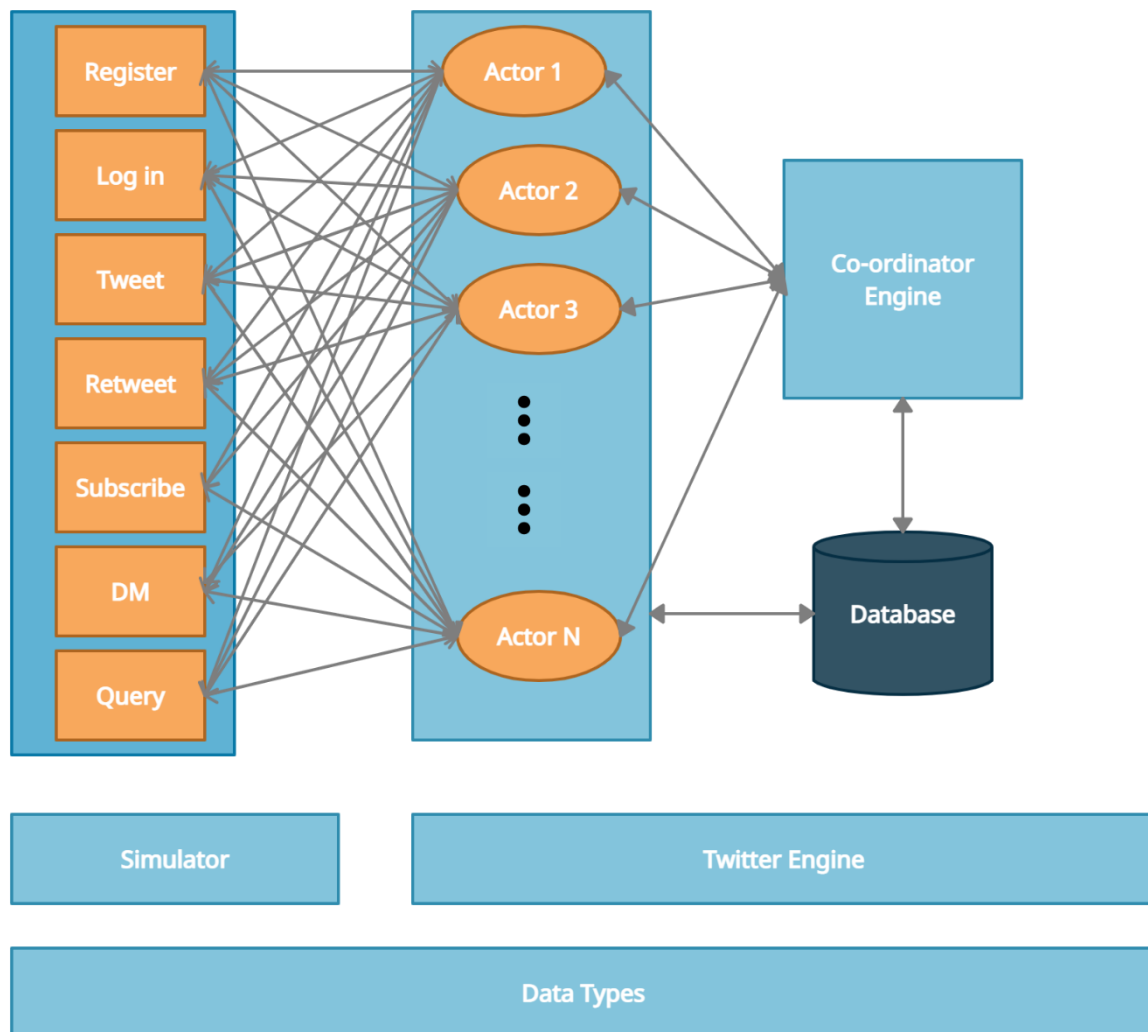 Register
Log in
Tweet
Retweet
Subscribe
DM
Query
Actor 1
Actor 2
Actor 3
Actor N
Co-ordinator
Engine
Database
Simulator
Twitter Engine
Data Types